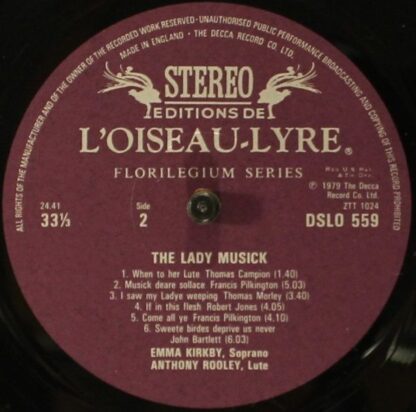 ALL RIGHTS OF THE MANUFACTURER AND OF THE OWNER OF THE RECORDED WORK RESERVED - UNAUTHORISED PUBLIC PERFORMANCE BROADCASTING AND COPYING OF THIS RECORD PROHIBITED
MADE IN ENGLAND · THE DECCA RECORD CO. LTD.
STEREO
EDITIONS DE
L'OISEAU-LYRE®
FLORILEGIUM SERIES
24.41
33⅓
Side
2
℗ 1979 The Decca
Record Co. Ltd.
ZTT 1024
DSLO 559
THE LADY MUSICK
1. When to her Lute Thomas Campion (1.40)
2. Musick deare sollace Francis Pilkington (5.03)
3. I saw my Ladye weeping Thomas Morley (3.40)
4. If in this flesh Robert Jones (4.05)
5. Come all ye Francis Pilkington (4.10)
6. Sweete birdes deprive us never
John Bartlett (6.03)
EMMA KIRKBY, Soprano
ANTHONY ROOLEY, Lute